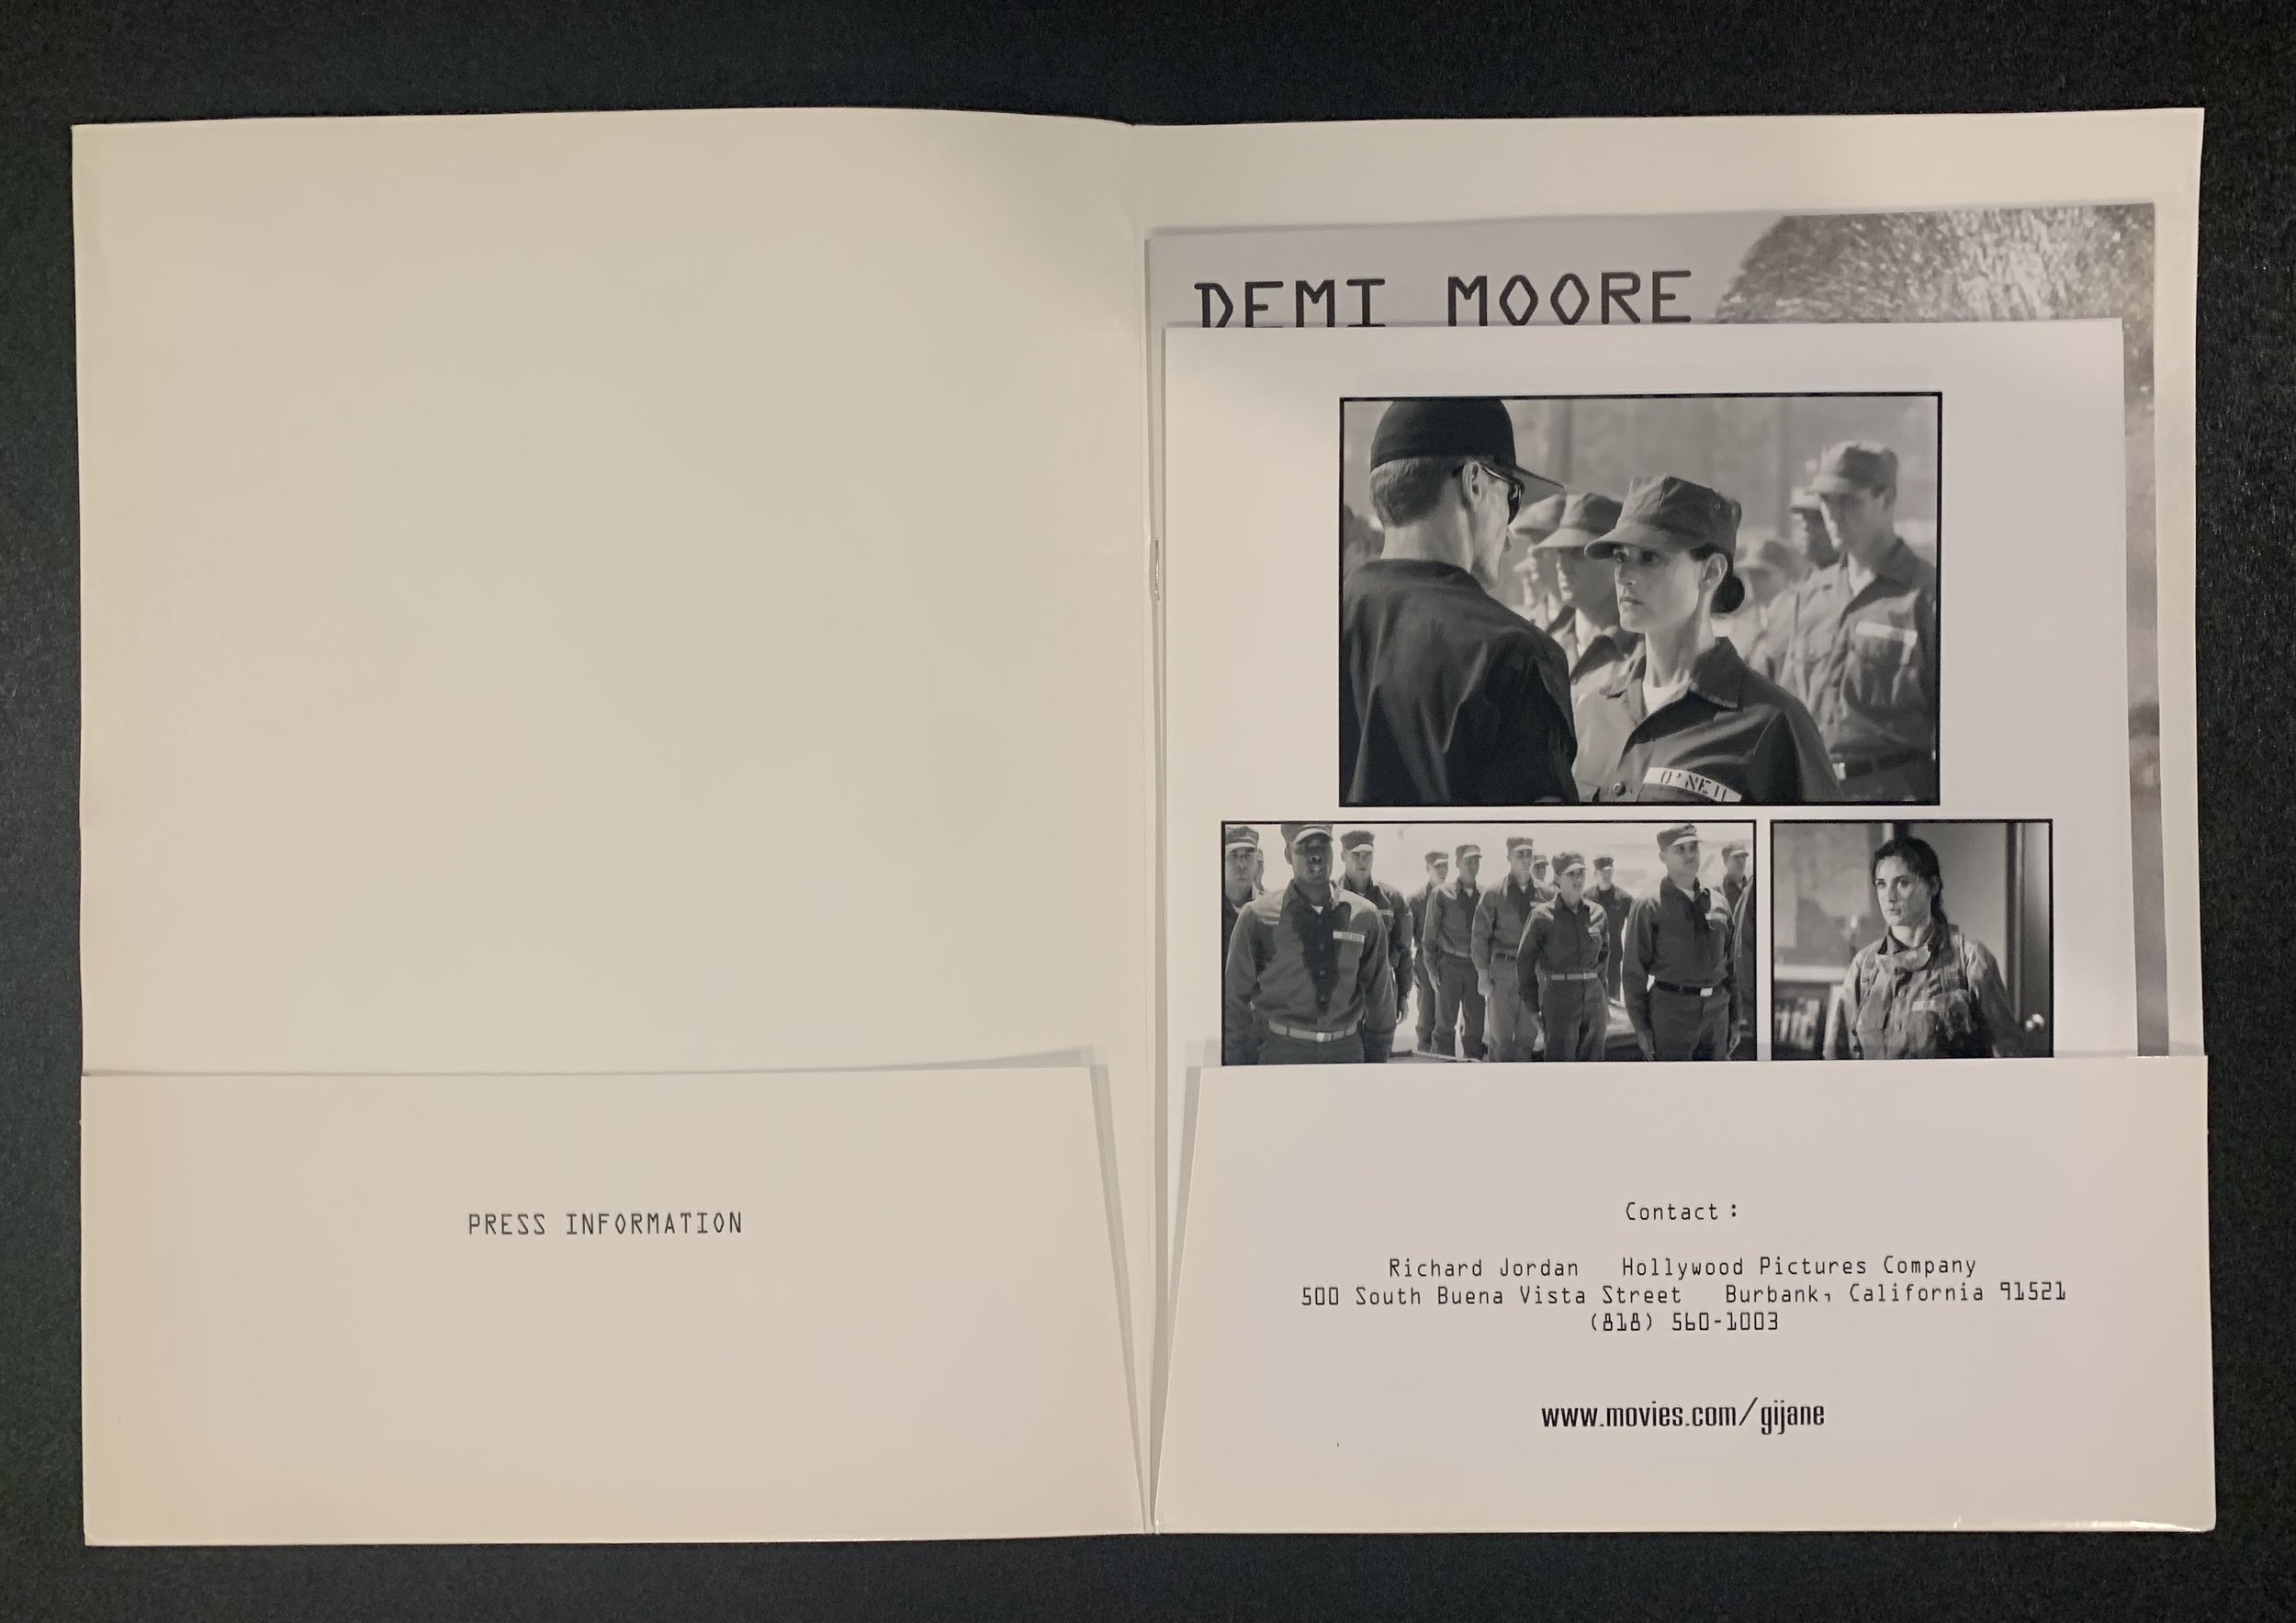 DEMI MOORE
O'NEIL
PRESS INFORMATION
Contact:
Richard Jordan Hollywood Pictures Company
500 South Buena Vista Street Burbank, California 91521
(818) 560-1003
www.movies.com/gijane